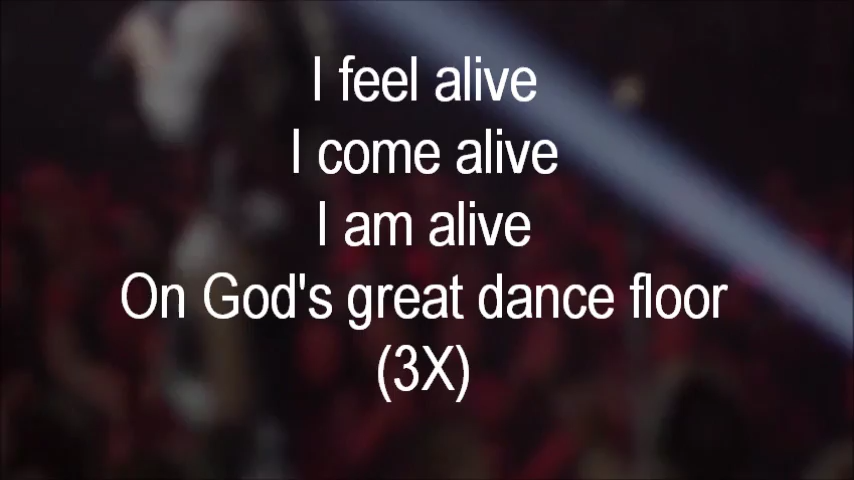 I feel alive
I come alive
I am alive
On God's great dance floor
(3X)